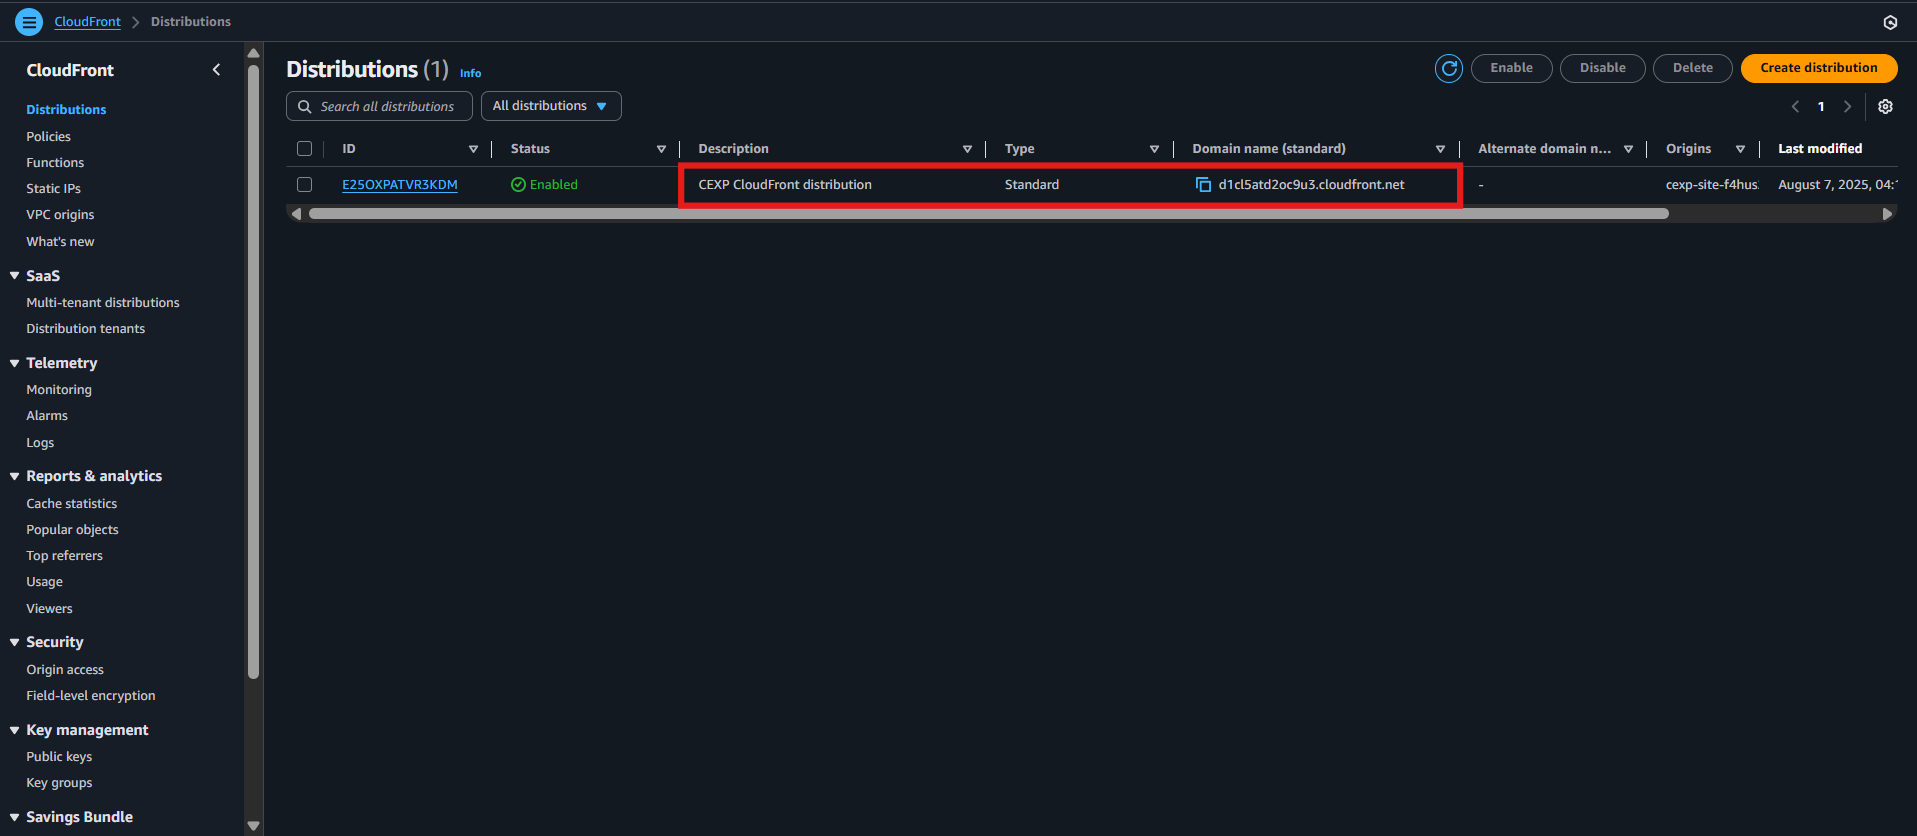 CloudFront > Distributions
CloudFront
Distributions
Policies
Functions
Static IPs
VPC origins
What's new
SaaS
Multi-tenant distributions
Distribution tenants
Telemetry
Monitoring
Alarms
Logs
Reports & analytics
Cache statistics
Popular objects
Top referrers
Usage
Viewers
Security
Origin access
Field-level encryption
Key management
Public keys
Key groups
Savings Bundle
Distributions (1) Info
Enable Disable Delete Create distribution
Search all distributions All distributions
1
ID Status Description Type Domain name (standard) Alternate domain n... Origins Last modified
E25OXPATVR3KDM Enabled CEXP CloudFront distribution Standard d1cl5atd2oc9u3.cloudfront.net - cexp-site-f4hus August 7, 2025, 04:1